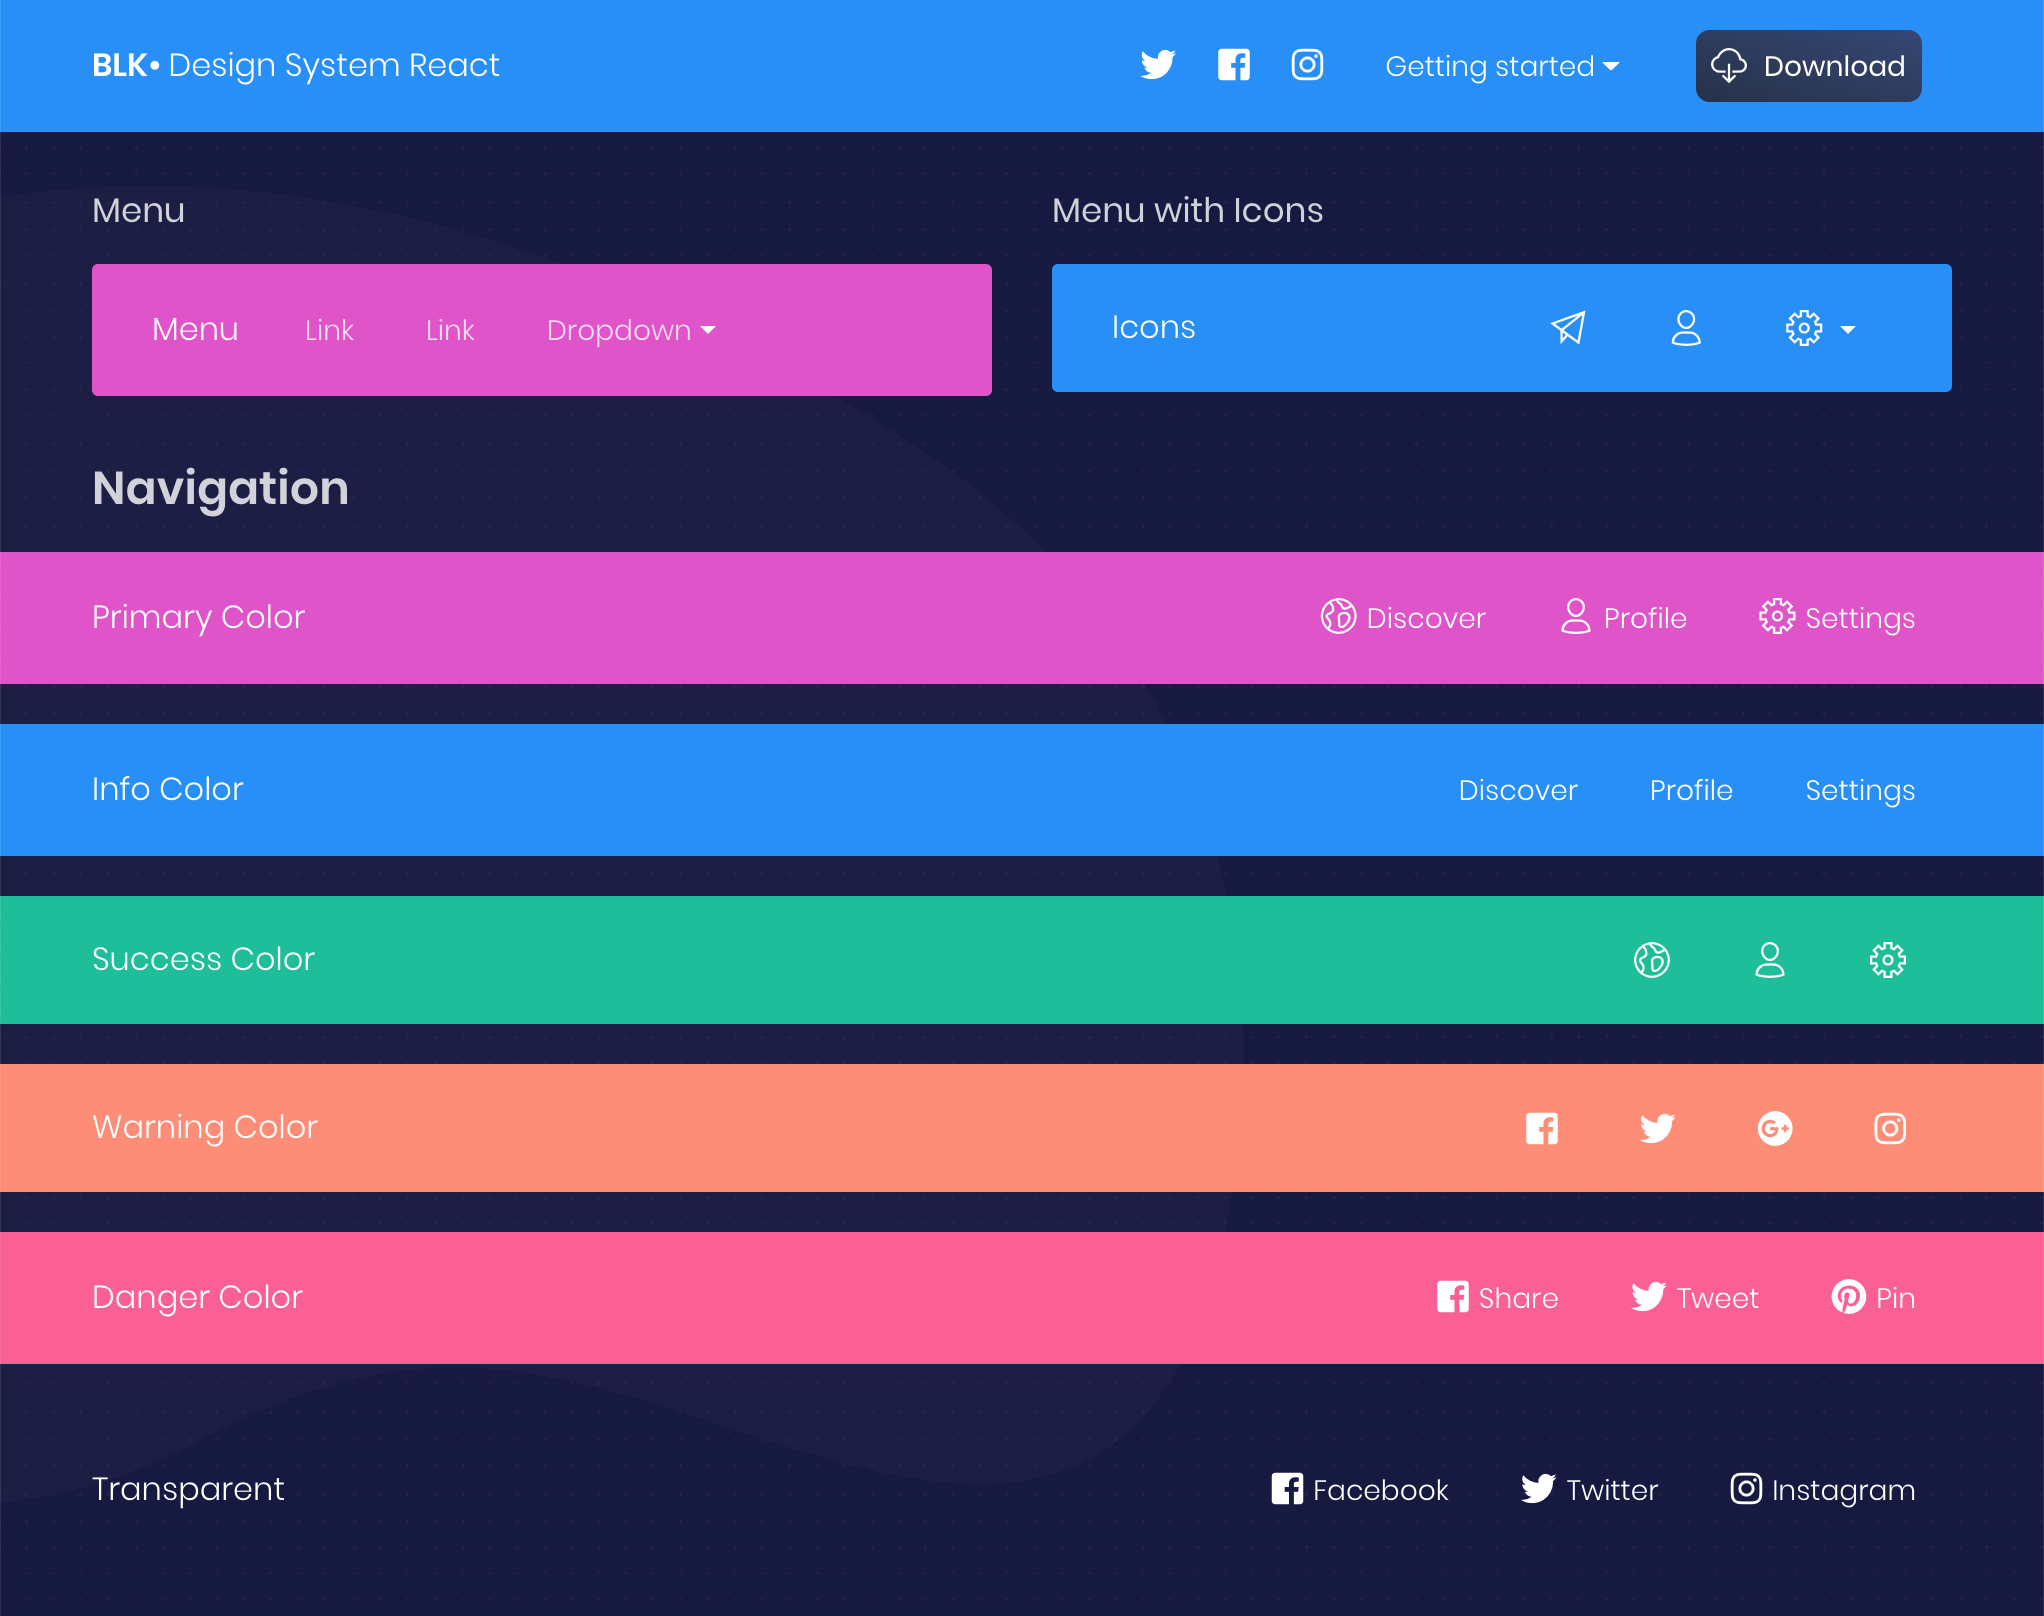 BLK• Design System React
Getting started
Download
Menu
Menu with Icons
Menu Link Link Dropdown
Icons
Navigation
Primary Color
Discover Profile Settings
Info Color
Discover Profile Settings
Success Color
Warning Color
Danger Color
Share Tweet Pin
Transparent
Facebook Twitter Instagram